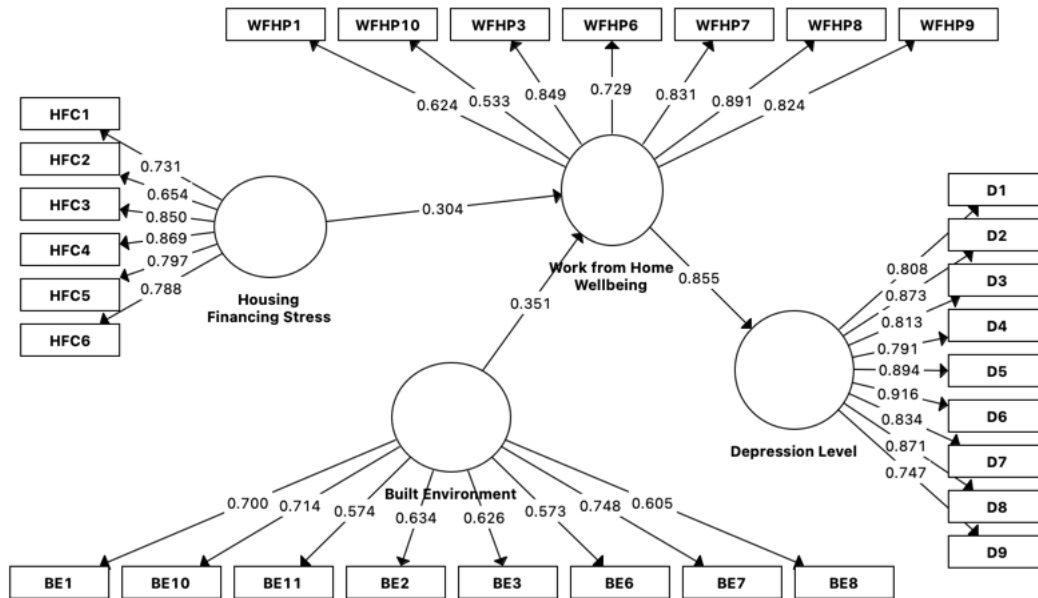 WFHP1 WFHP10 WFHP3 WFHP6 WFHP7 WFHP8 WFHP9
0.624 0.533 0.849 0.729 0.831 0.891 0.824
HFC1
HFC2
HFC3
HFC4
HFC5
HFC6
0.731
0.654
0.850
0.869
0.797
0.788
Housing
Financing Stress
0.304
Work from Home
Wellbeing
0.351
0.855
D1
D2
D3
D4
D5
D6
D7
D8
D9
0.808
0.873
0.813
0.791
0.894
0.916
0.834
0.871
0.747
Depression Level
Built Environment
0.700 0.714 0.574 0.634 0.626 0.573 0.748 0.605
BE1 BE10 BE11 BE2 BE3 BE6 BE7 BE8